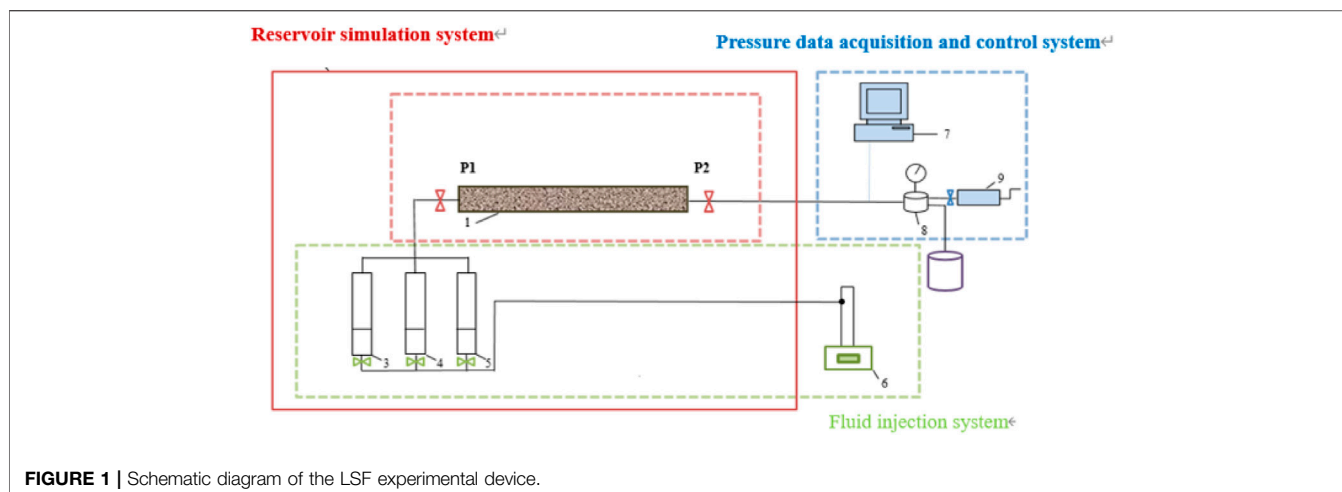 Reservoir simulation system↵
Pressure data acquisition and control system↵
7
P1
P2
9
1
8
3
4
5
6
Fluid injection system↵
FIGURE 1 | Schematic diagram of the LSF experimental device.